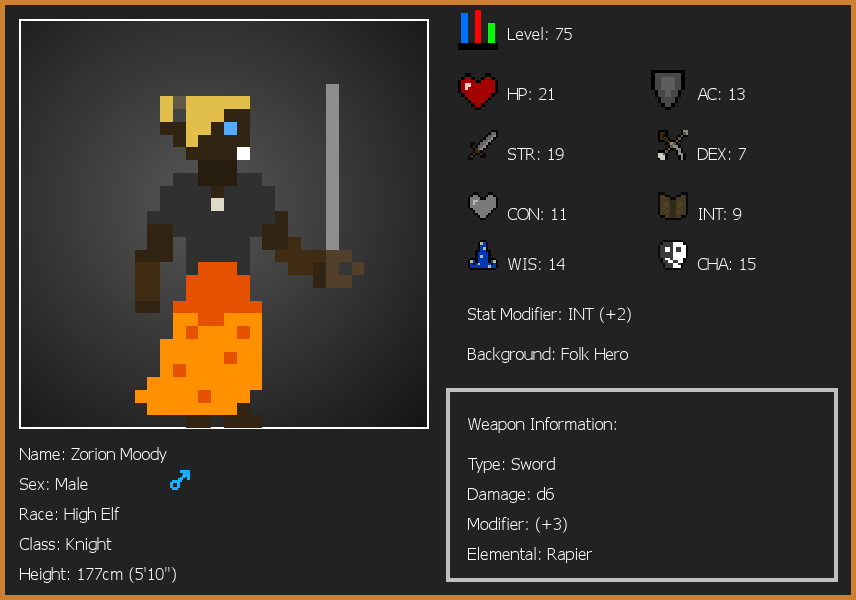 Level: 75
HP: 21
AC: 13
STR: 19
DEX: 7
CON: 11
INT: 9
WIS: 14
CHA: 15
Stat Modifier: INT (+2)
Background: Folk Hero
Weapon Information:
Type: Sword
Damage: d6
Modifier: (+3)
Elemental: Rapier
Name: Zorion Moody
Sex: Male
Race: High Elf
Class: Knight
Height: 177cm (5'10")